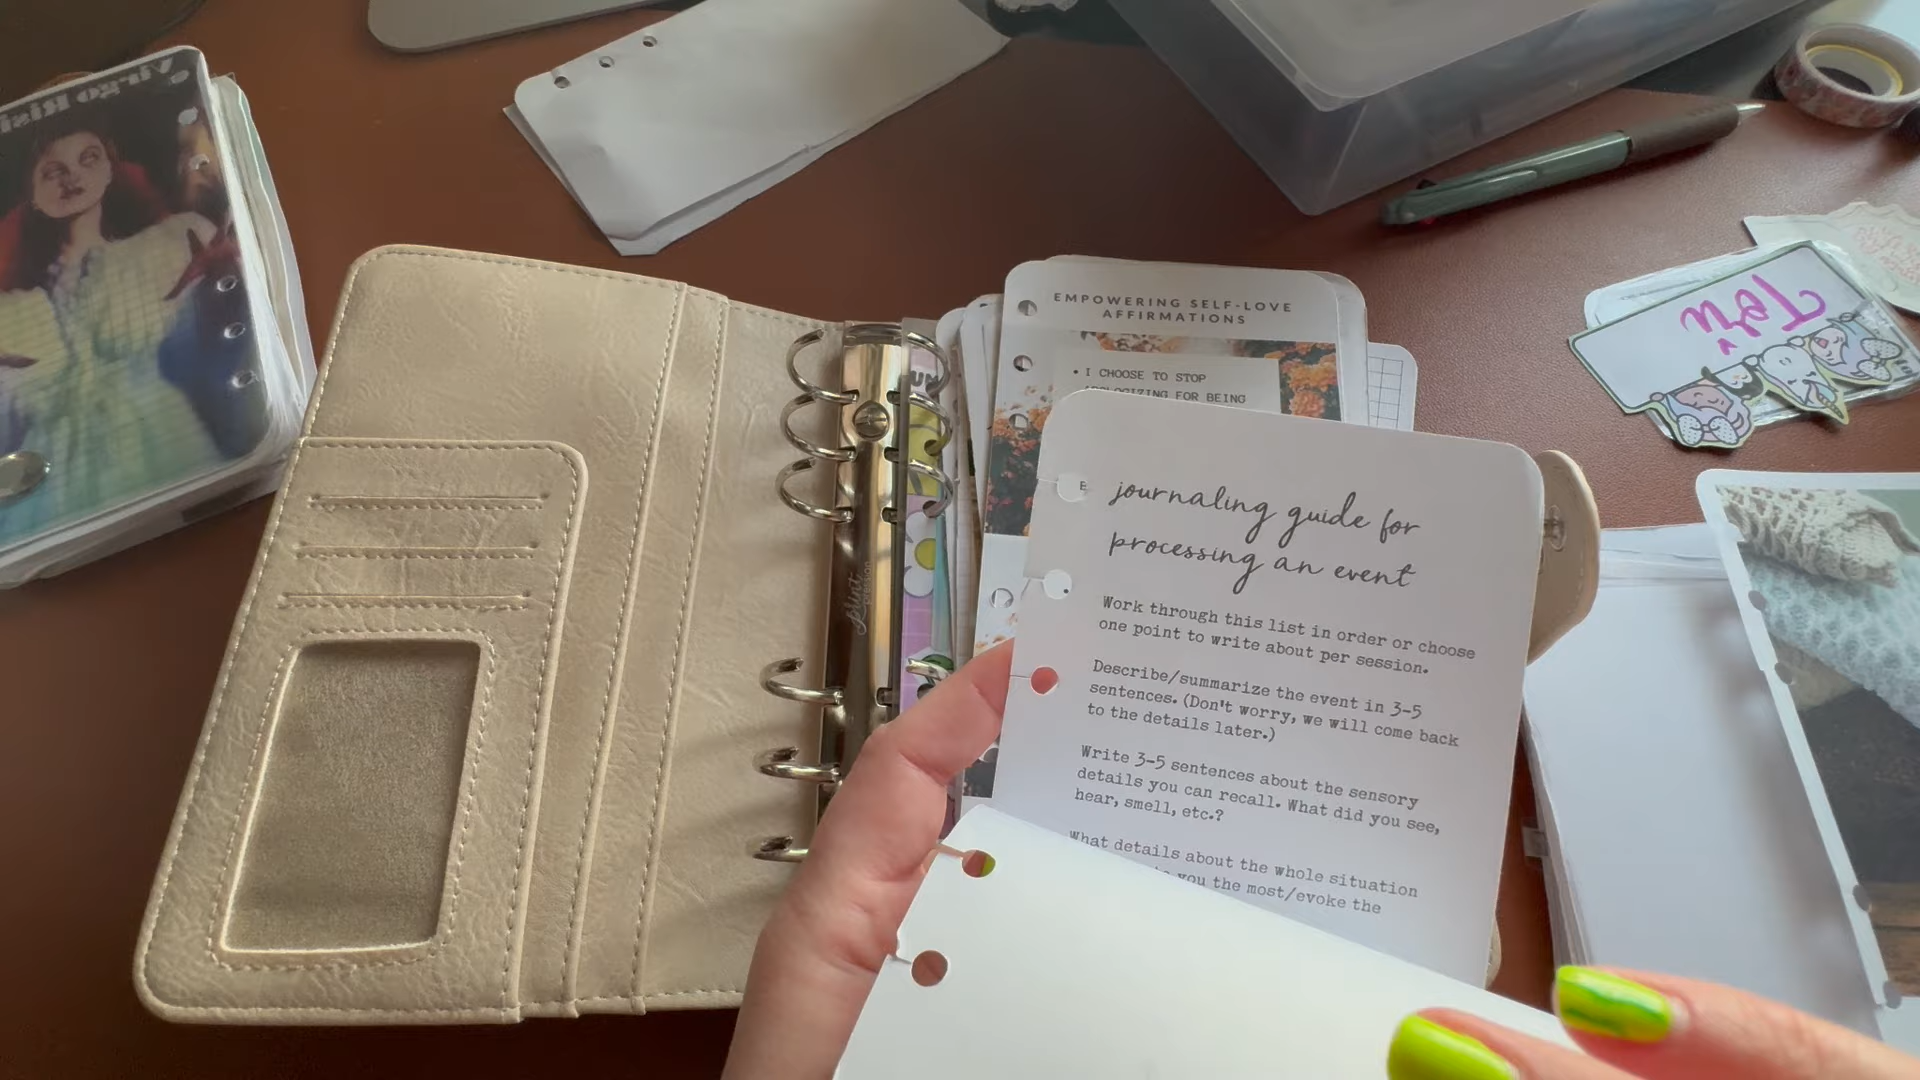 EMPOWERING SELF-LOVE
AFFIRMATIONS
• I CHOOSE TO STOP
APOLOGIZING FOR BEING
E
journaling guide for
processing an event
Work through this list in order or choose
one point to write about per session.
Describe/summarize the event in 3-5
sentences. (Don't worry, we will come back
to the details later.)
Write 3-5 sentences about the sensory
details you can recall. What did you see,
hear, smell, etc.?
What details about the whole situation
you the most/evoke the